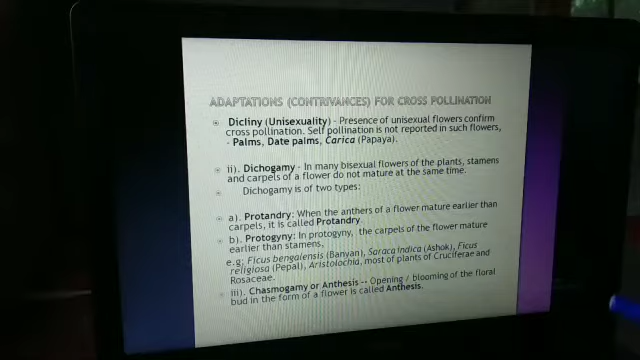 ADAPTATIONS (CONTRIVANCES) FOR CROSS POLLINATION
Dicliny (Unisexuality) - Presence of unisexual flowers confirm
cross pollination. Self pollination is not reported in such flowers,
- Palms, Date palms, Carica (Papaya).
ii). Dichogamy - In many bisexual flowers of the plants, stamens
and carpels of a flower do not mature at the same time.
Dichogamy is of two types:
a). Protandry: When the anthers of a flower mature earlier than
carpels, it is called Protandry.
b). Protogyny: In protogyny, the carpels of the flower mature
earlier than stamens,
e.g: Ficus bengalensis (Banyan), Saraca indica (Ashok), Ficus
religiosa (Pepal), Aristolochia, most of plants of Cruciferae and
Rosaceae.
iii). Chasmogamy or Anthesis -- Opening / blooming of the floral
bud in the form of a flower is called Anthesis.